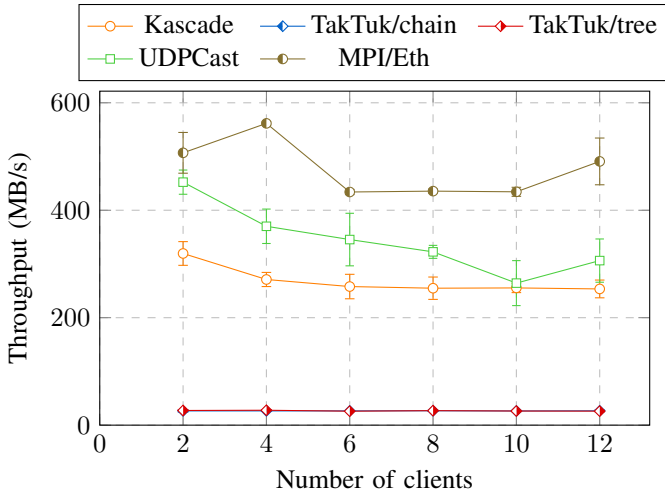 Kascade TakTuk/chain TakTuk/tree
UDPCast MPI/Eth
600
400
200
0
0 2 4 6 8 10 12
Throughput (MB/s)
Number of clients